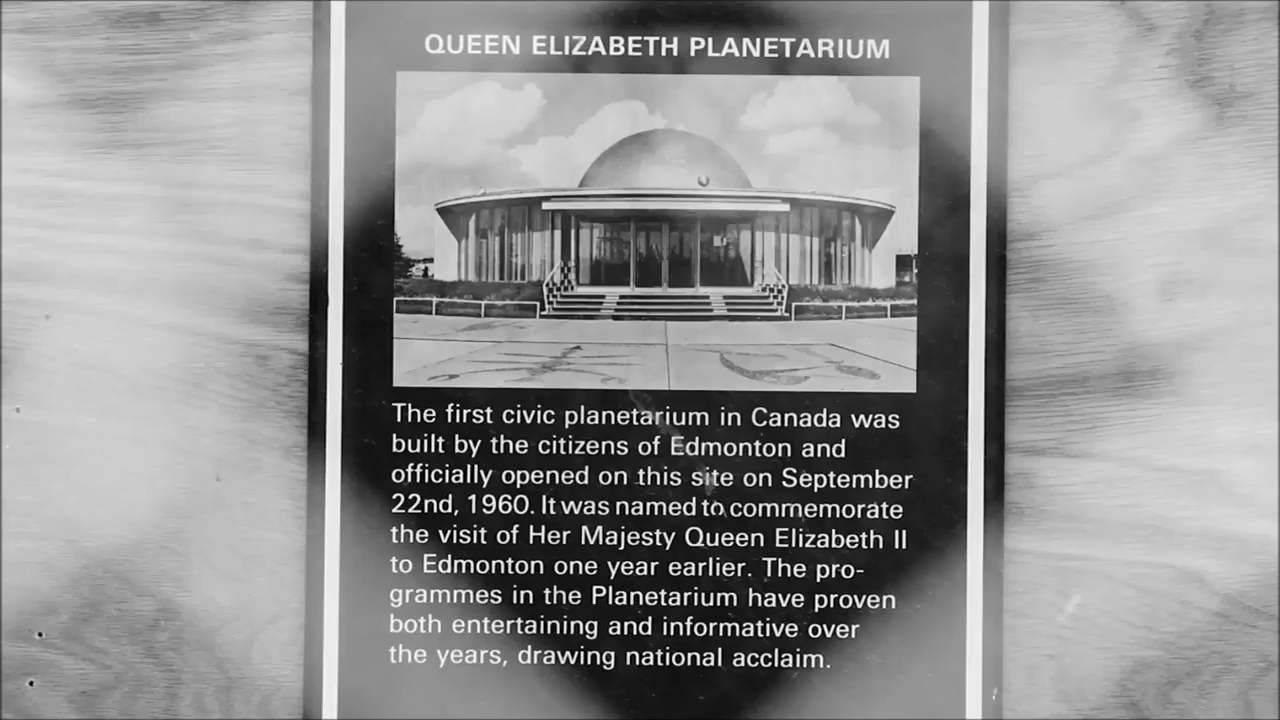 QUEEN ELIZABETH PLANETARIUM
The first civic planetarium in Canada was
built by the citizens of Edmonton and
officially opened on this site on September
22nd, 1960. It was named to commemorate
the visit of Her Majesty Queen Elizabeth II
to Edmonton one year earlier. The pro-
grammes in the Planetarium have proven
both entertaining and informative over
the years, drawing national acclaim.